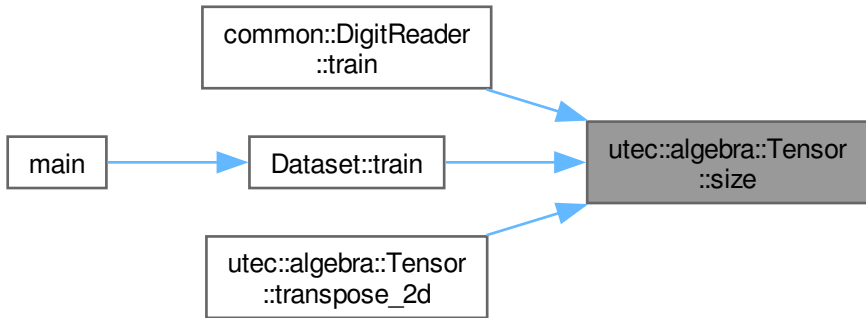 common::DigitReader
::train
main
Dataset::train
utec::algebra::Tensor
::size
utec::algebra::Tensor
::transpose_2d